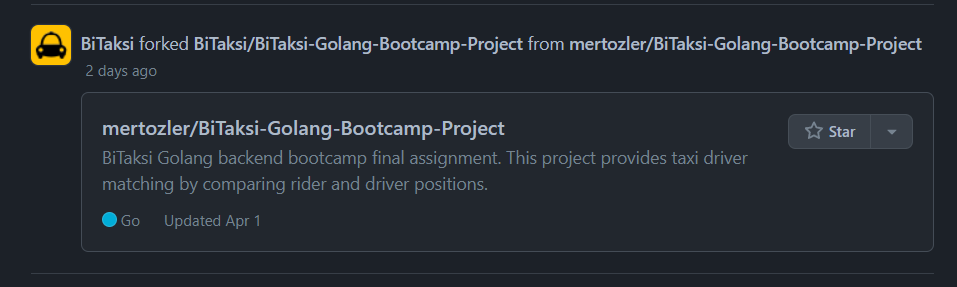 BiTaksi forked BiTaksi/BiTaksi-Golang-Bootcamp-Project from mertozler/BiTaksi-Golang-Bootcamp-Project
2 days ago
mertozler/BiTaksi-Golang-Bootcamp-Project
Star
BiTaksi Golang backend bootcamp final assignment. This project provides taxi driver
matching by comparing rider and driver positions.
Go Updated Apr 1